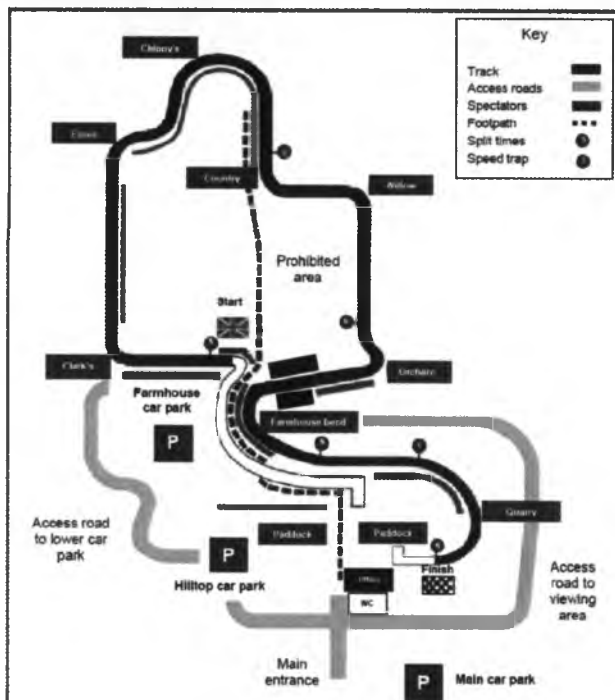 Key
Track
Access roads
Spectators
Footpath
Split times
Speed trap
Country
Willow
Prohibited
area
Start
Clark's
Orchard
Farmhouse
car park
P
Farmhouse bend
Access road
to lower car
park
Paddock
Paddock
Quarry
P
Hilltop car park
Finish
Office
WC
Access
road to
viewing
area
Main
entrance
P
Main car park